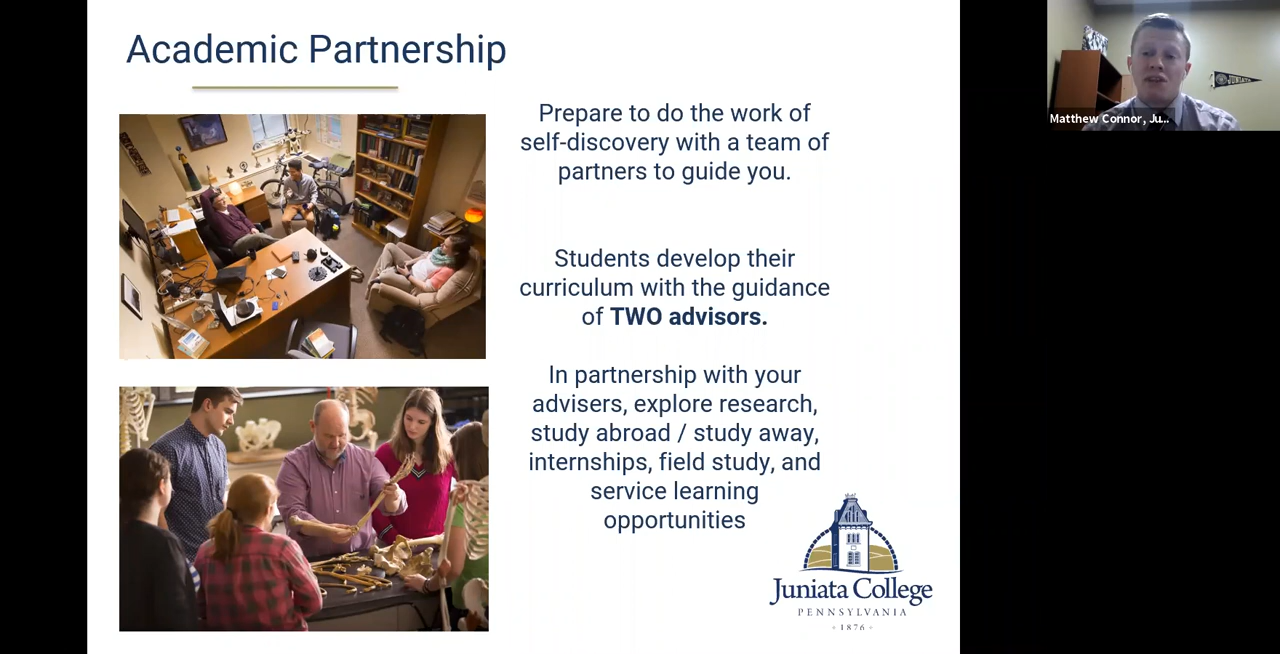 Academic Partnership
Prepare to do the work of
self-discovery with a team of
partners to guide you.
Students develop their
curriculum with the guidance
of TWO advisors.
In partnership with your
advisers, explore research,
study abroad / study away,
internships, field study, and
service learning
opportunities
Juniata College
PENNSYLVANIA
1876
JUNIATA
Matthew Connor, Ju...